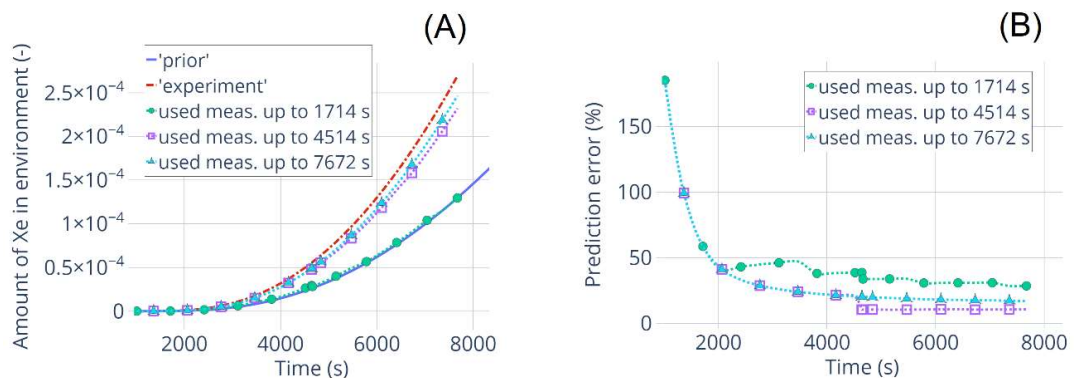 (A)
Amount of Xe in environment (-)
'prior'
'experiment'
used meas. up to 1714 s
used meas. up to 4514 s
used meas. up to 7672 s
2.5×10⁻⁴
2×10⁻⁴
1.5×10⁻⁴
1×10⁻⁴
0.5×10⁻⁴
0
2000
4000
6000
8000
Time (s)
(B)
Prediction error (%)
used meas. up to 1714 s
used meas. up to 4514 s
used meas. up to 7672 s
150
100
50
0
2000
4000
6000
8000
Time (s)